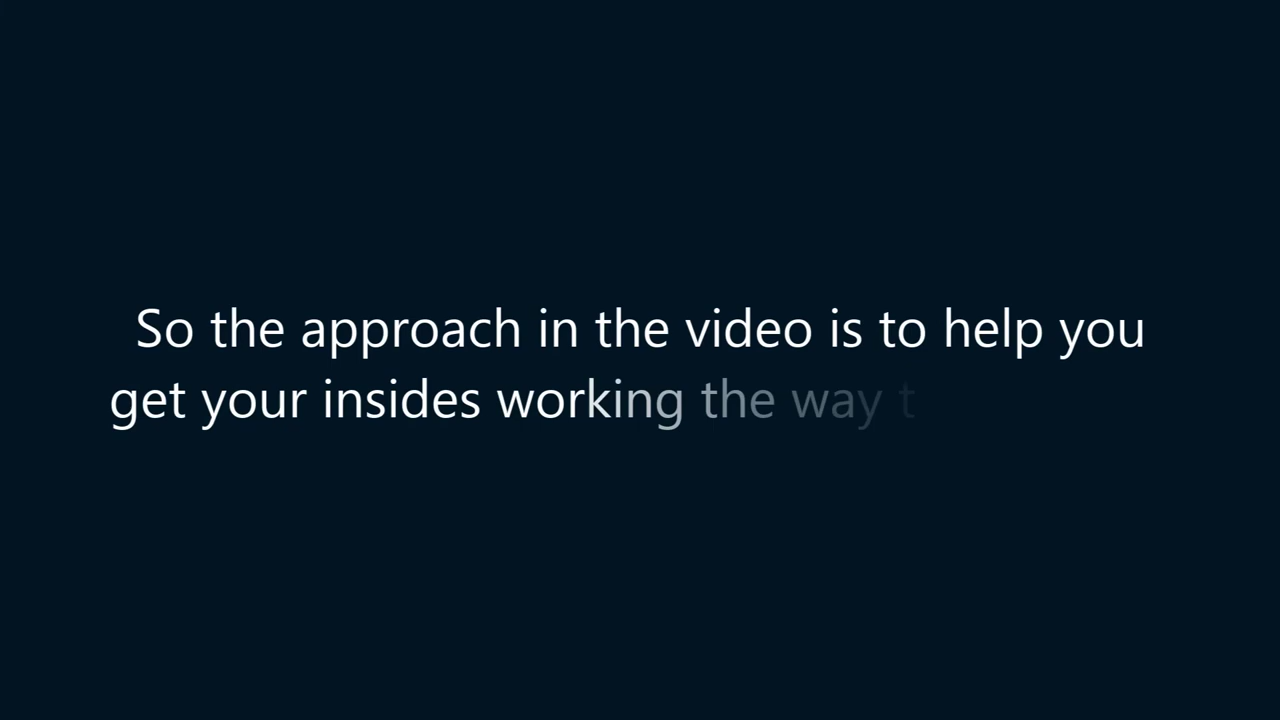 So the approach in the video is to help you
get your insides working the way t